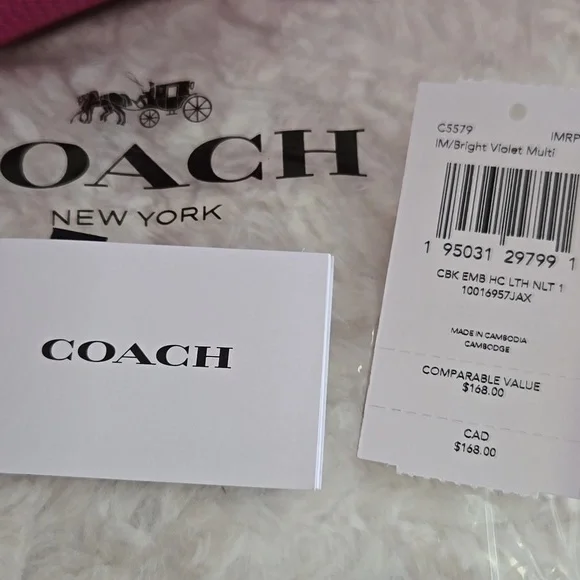 OACH
NEW YORK
COACH
C5579 IMRP
IM/Bright Violet Multi
1 95031 29799 1
CBK EMB HC LTH NLT 1
10016957JAX
MADE IN CAMBODIA
CAMBODGE
COMPARABLE VALUE
$168.00
CAD
$168.00